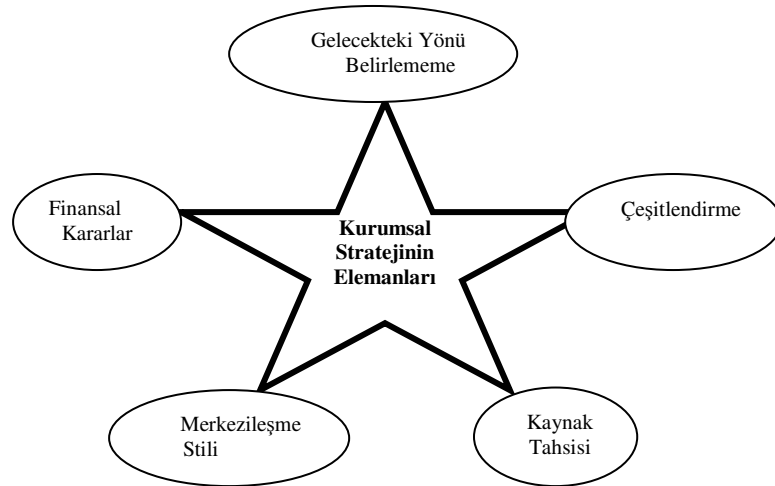 Gelecekteki Yönü
Belirlememe
Finansal
Kararlar
Çeşitlendirme
Kurumsal
Stratejinin
Elemanları
Merkezileşme
Stili
Kaynak
Tahsisi